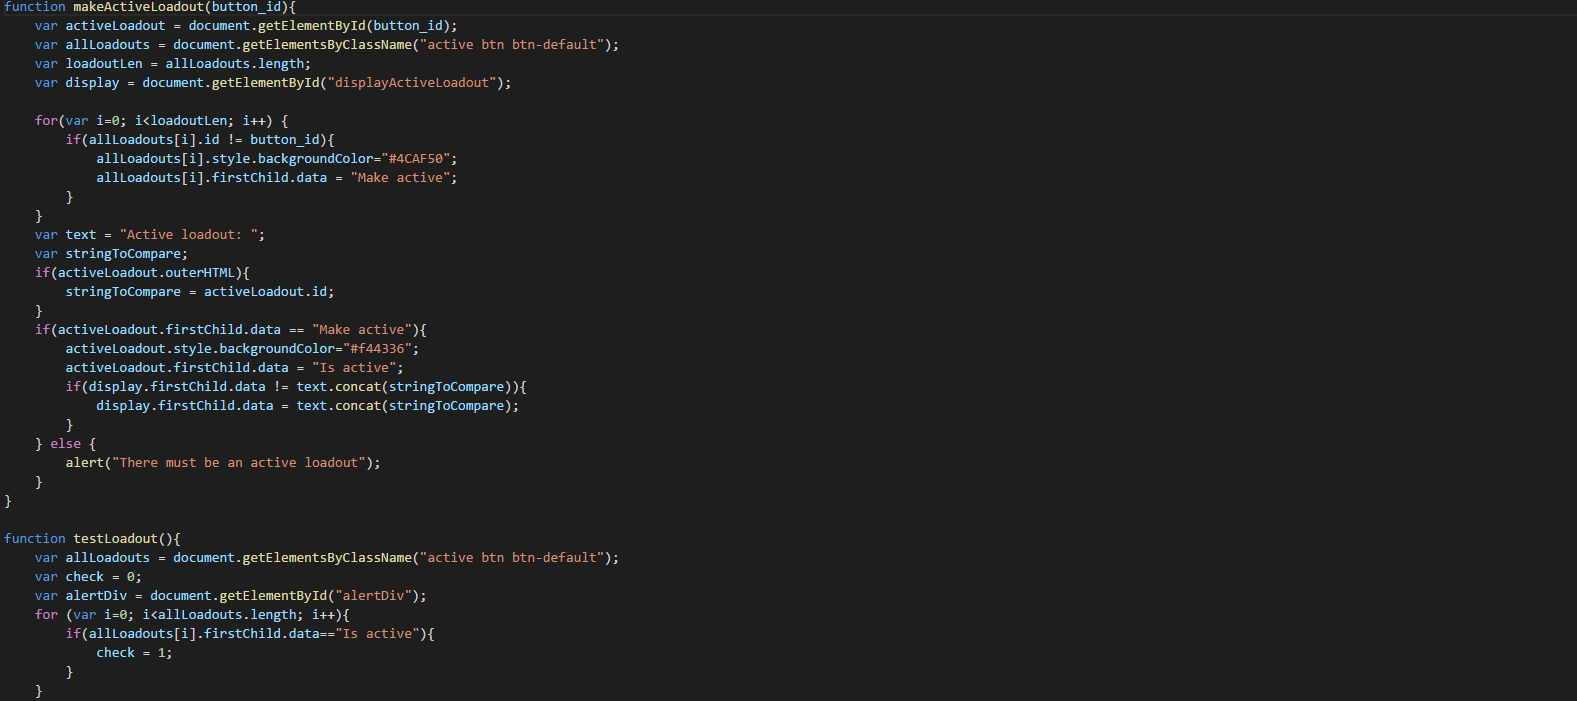 function makeActiveLoadout(button_id){
    var activeLoadout = document.getElementById(button_id);
    var allLoadouts = document.getElementsByClassName("active btn btn-default");
    var loadoutLen = allLoadouts.length;
    var display = document.getElementById("displayActiveLoadout");

    for(var i=0; i<loadoutLen; i++) {
        if(allLoadouts[i].id != button_id){
            allLoadouts[i].style.backgroundColor="#4CAF50";
            allLoadouts[i].firstChild.data = "Make active";
        }
    }
    var text = "Active loadout: ";
    var stringToCompare;
    if(activeLoadout.outerHTML){
        stringToCompare = activeLoadout.id;
    }
    if(activeLoadout.firstChild.data == "Make active"){
        activeLoadout.style.backgroundColor="#f44336";
        activeLoadout.firstChild.data = "Is active";
        if(display.firstChild.data != text.concat(stringToCompare)){
            display.firstChild.data = text.concat(stringToCompare);
        }
    } else {
        alert("There must be an active loadout");
    }
}

function testLoadout(){
    var allLoadouts = document.getElementsByClassName("active btn btn-default");
    var check = 0;
    var alertDiv = document.getElementById("alertDiv");
    for (var i=0; i<allLoadouts.length; i++){
        if(allLoadouts[i].firstChild.data=="Is active"){
            check = 1;
        }
    }